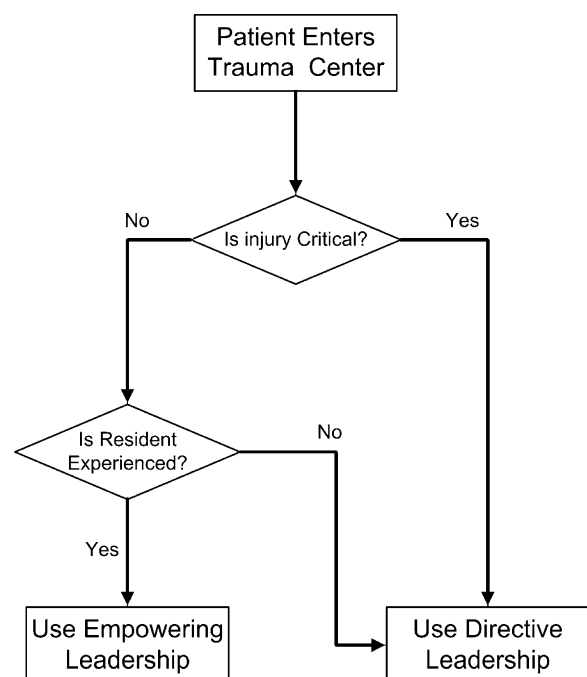 Patient Enters
Trauma Center
No
Yes
Is injury Critical?
Is Resident
Experienced?
No
Yes
Use Empowering
Leadership
Use Directive
Leadership